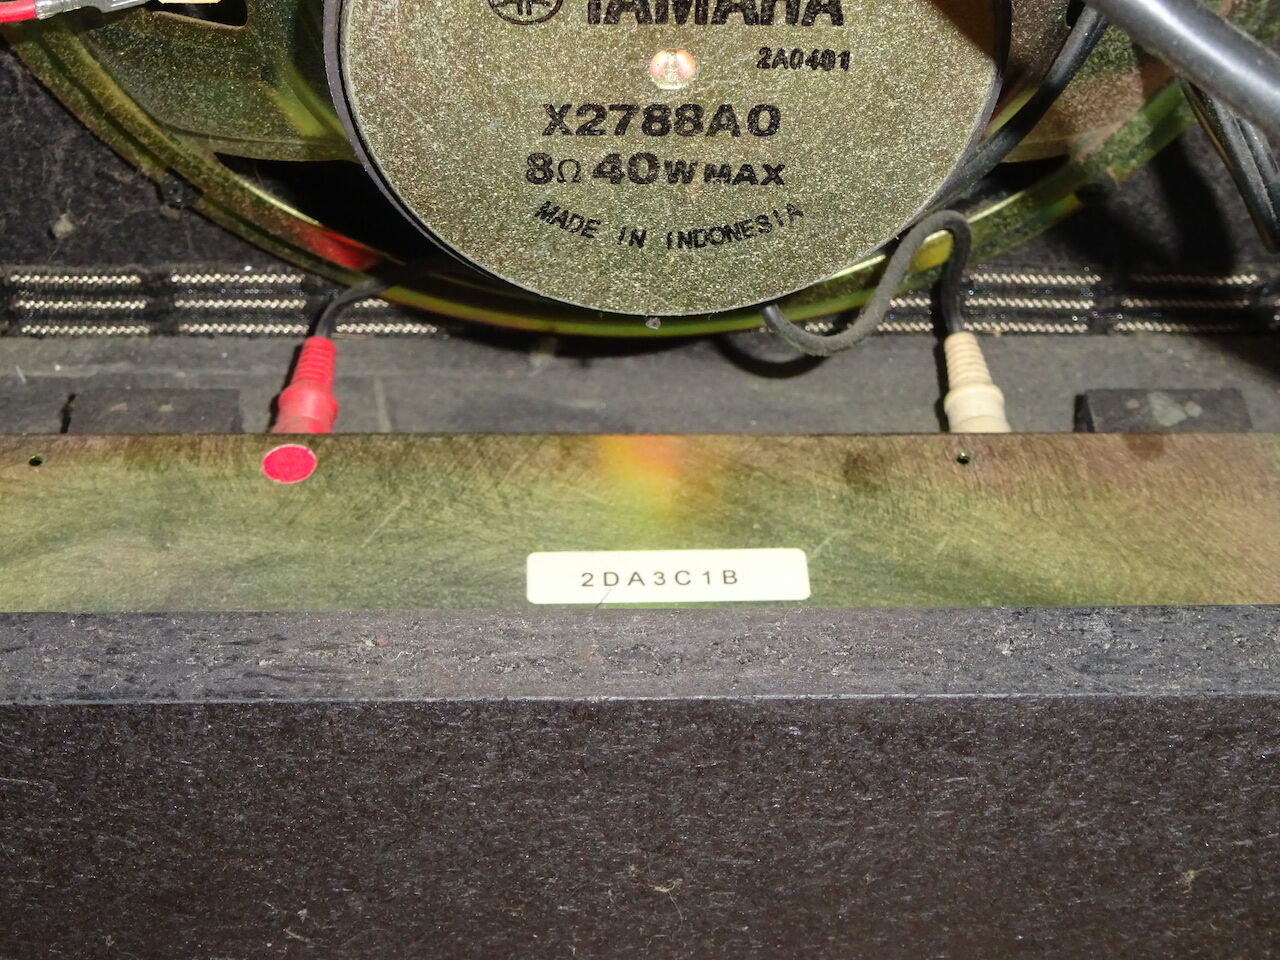 YAMAHA
2A0401
X2788A0
8Ω 40W MAX
MADE IN INDONESIA
2DA3C1B